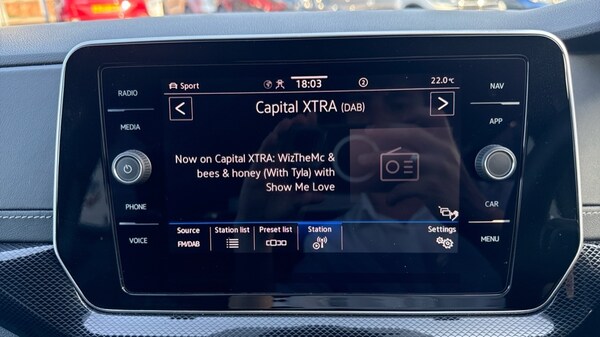 RADIO
MEDIA
PHONE
VOICE
Sport
18:03
2
22.0°C
Capital XTRA (DAB)
Now on Capital XTRA: WizTheMc &
bees & honey (With Tyla) with
Show Me Love
Source
FM/DAB
Station list
Preset list
Station
Settings
NAV
APP
CAR
MENU